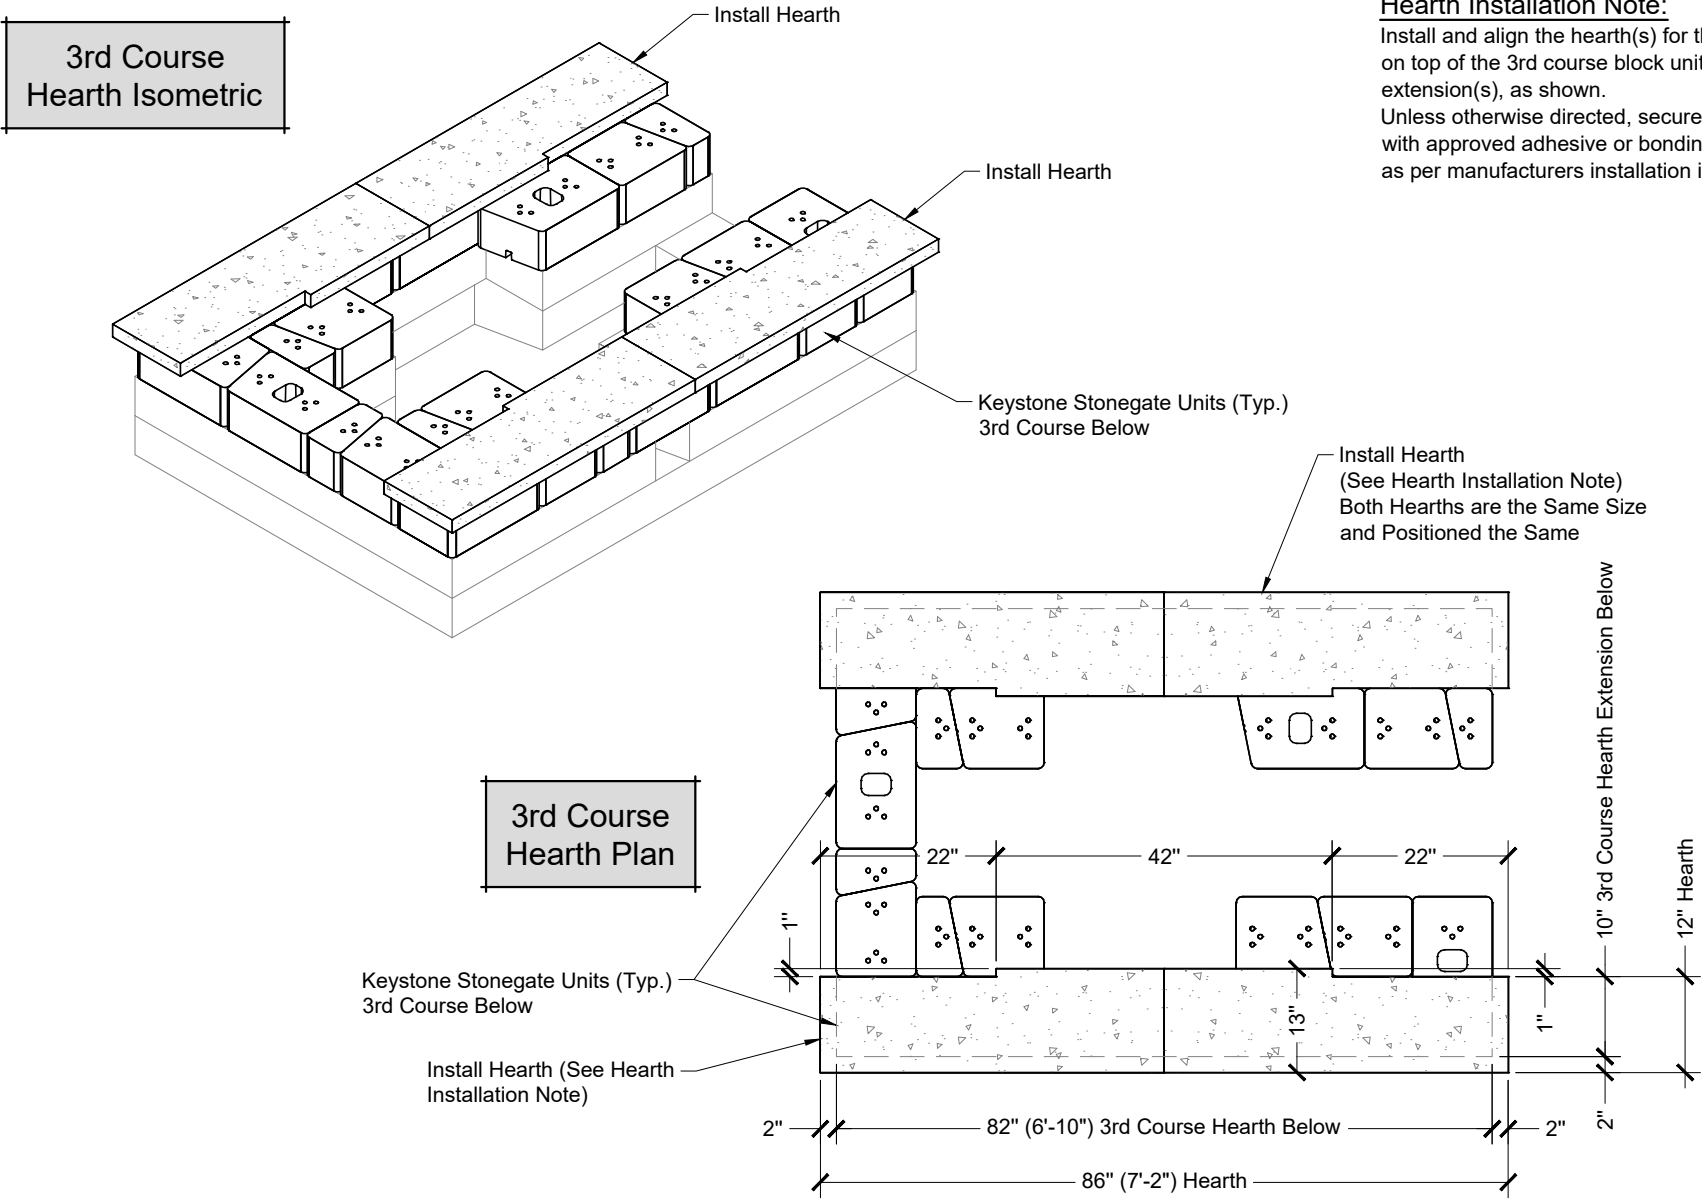 3rd Course
Hearth Isometric
Install Hearth
Install Hearth
Keystone Stonegate Units (Typ.)
3rd Course Below
Hearth Installation Note:
Install and align the hearth(s) for
on top of the 3rd course block
extension(s), as shown.
Unless otherwise directed, secure
with approved adhesive or
as per manufacturers installation
Install Hearth
(See Hearth Installation Note)
Both Hearths are the Same Size
and Positioned the Same
3rd Course
Hearth Plan
22"
42"
22"
1"
13"
1"
10" 3rd Course Hearth Extension Below
12" Hearth
2"
Keystone Stonegate Units (Typ.)
3rd Course Below
Install Hearth (See Hearth
Installation Note)
2"
82" (6'-10") 3rd Course Hearth Below
2"
86" (7'-2") Hearth